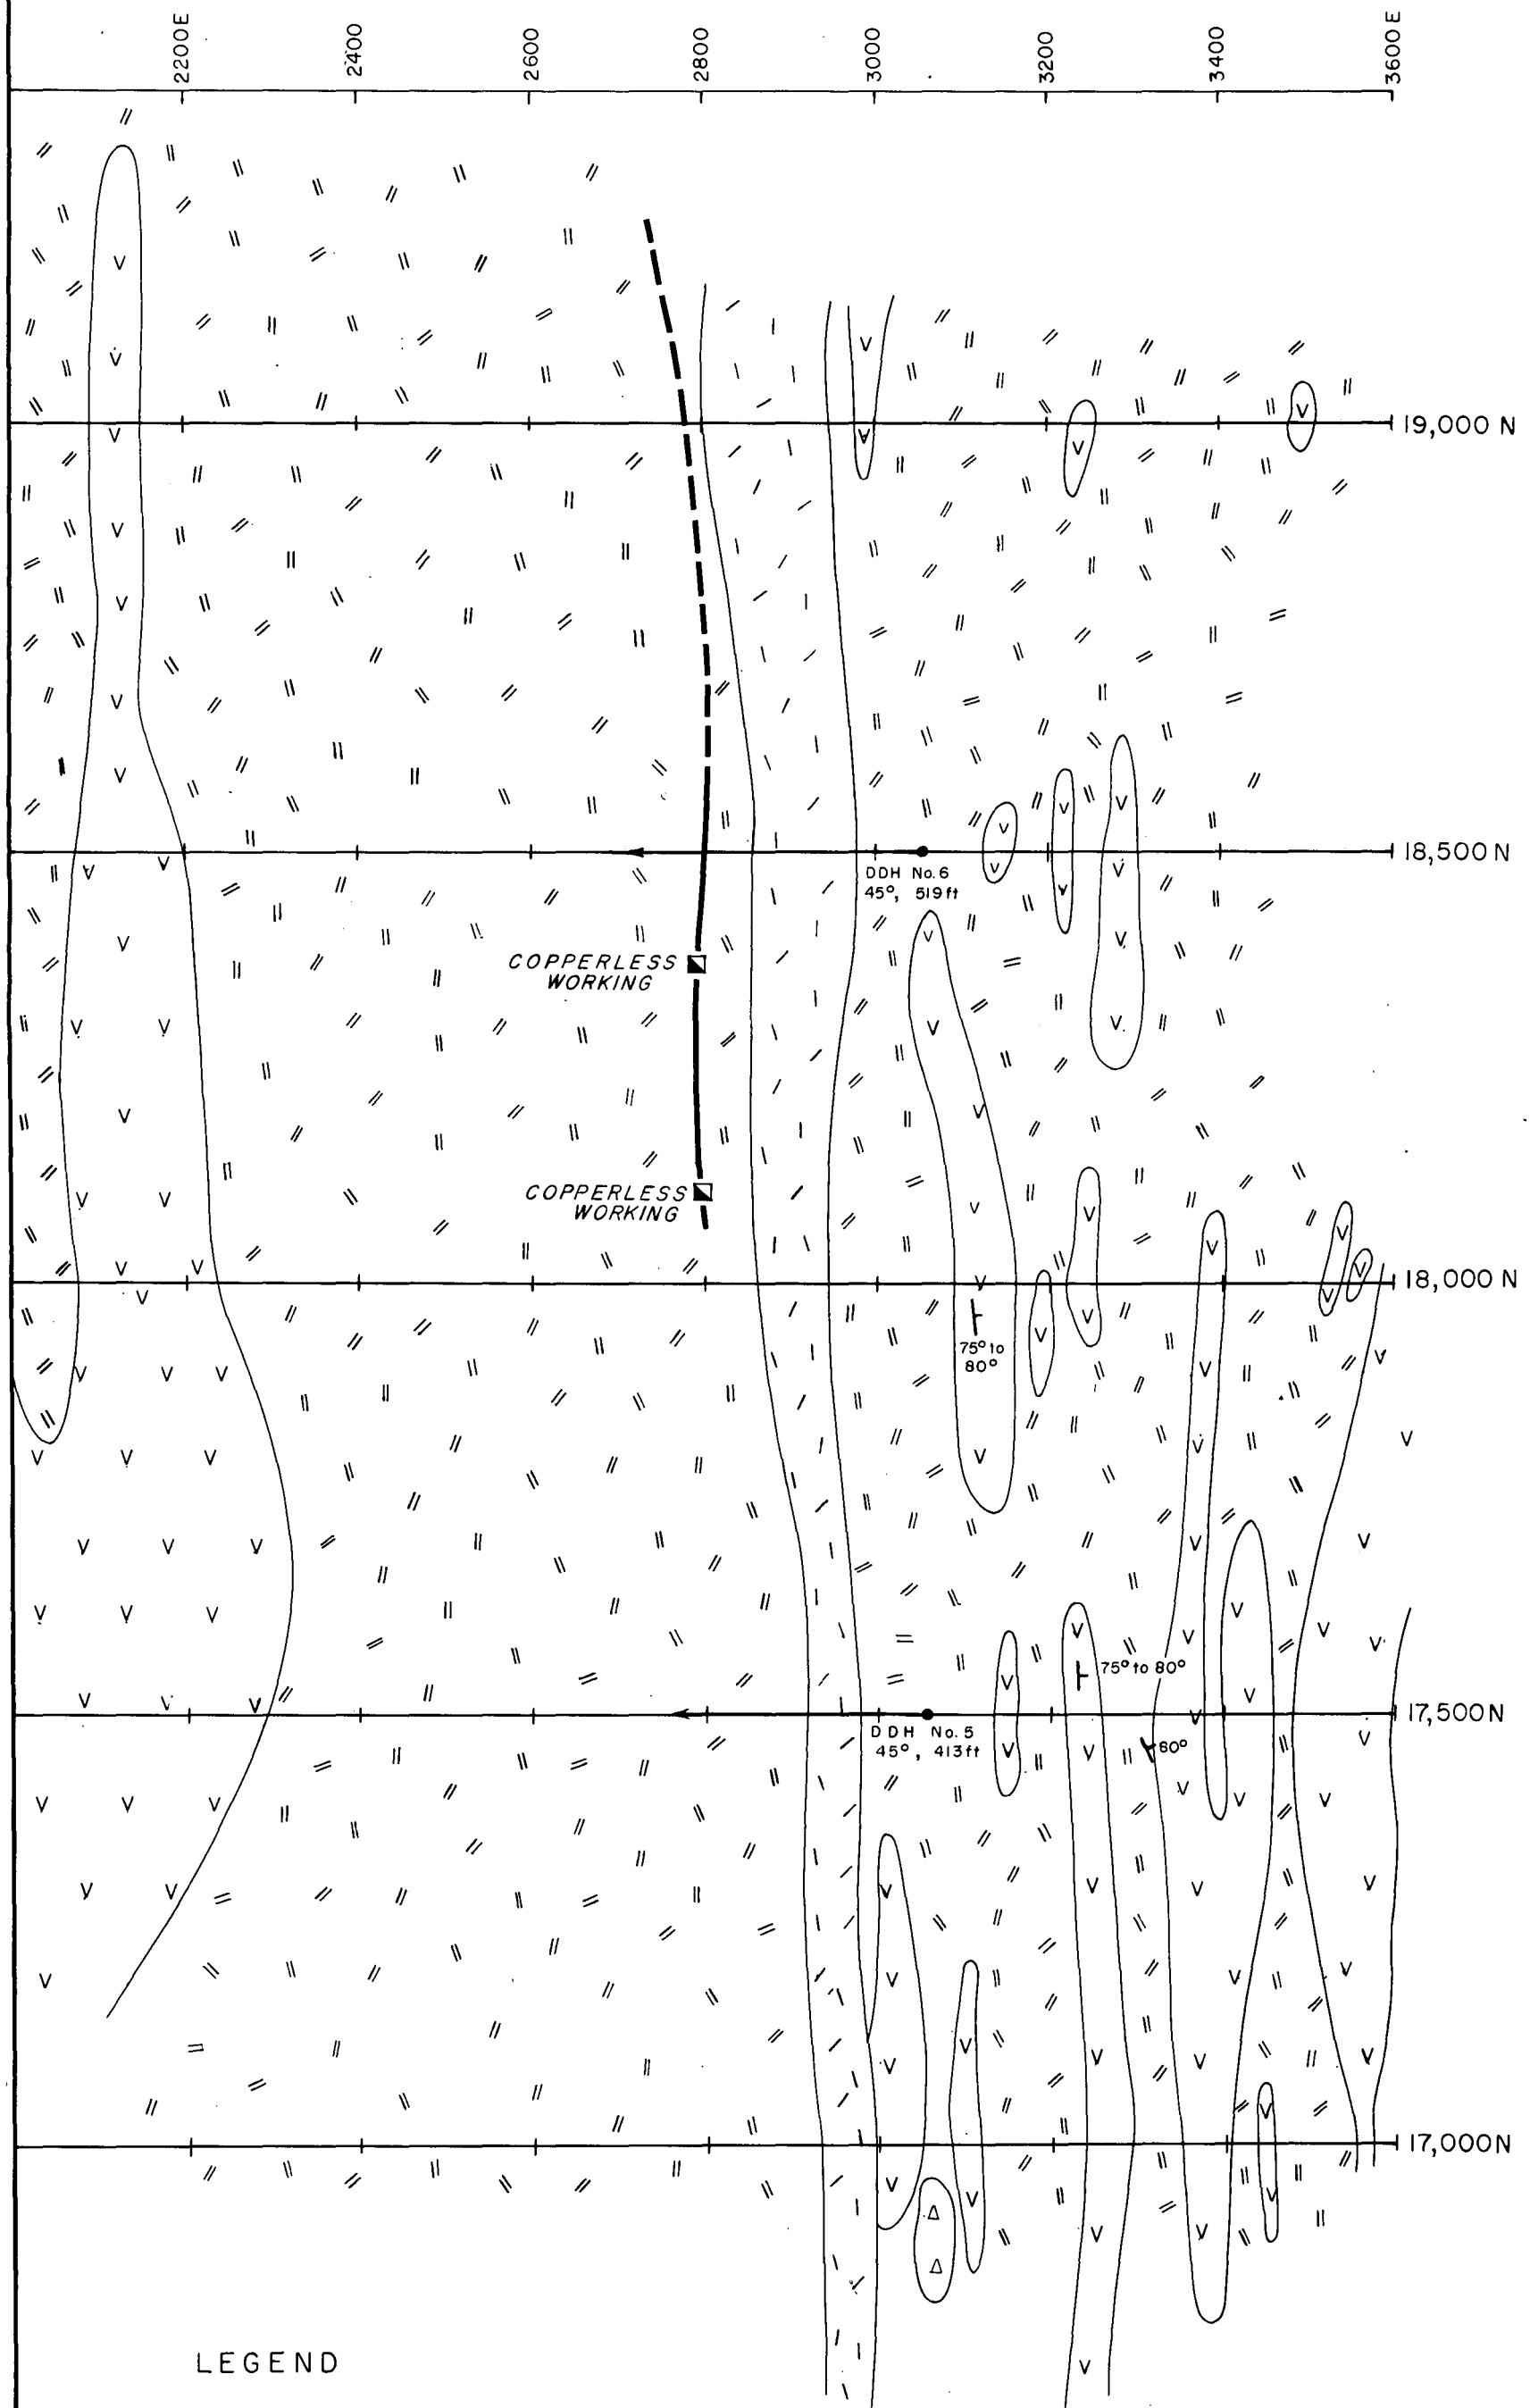 2200E
2400
2600
2800
3000
3200
3400
3600E
19,000 N
18,500 N
DDH No. 6
45°, 519 ft
COPPERLESS
WORKING
COPPERLESS
WORKING
18,000 N
75° to
80°
75° to 80°
17,500 N
DDH No. 5
45°, 413 ft
60°
17,000 N
LEGEND